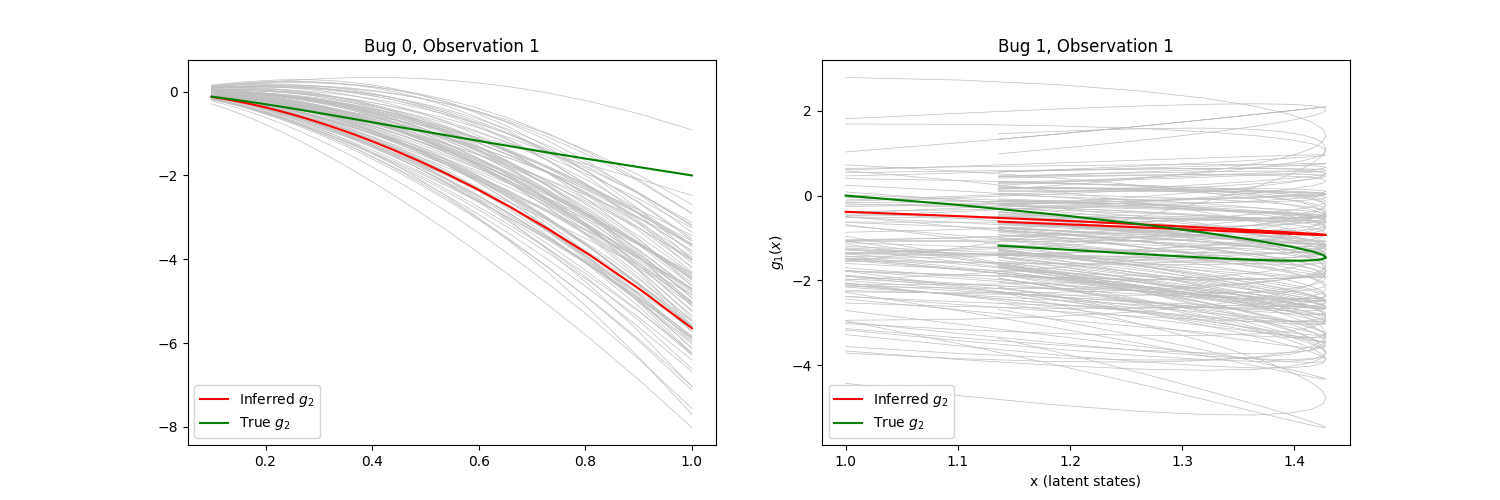 Bug 0, Observation 1
0
−2
−4
−6
−8
0.2 0.4 0.6 0.8 1.0
Inferred g₂
True g₂
Bug 1, Observation 1
g₁(x)
2
0
−2
−4
1.0 1.1 1.2 1.3 1.4
x (latent states)
Inferred g₂
True g₂